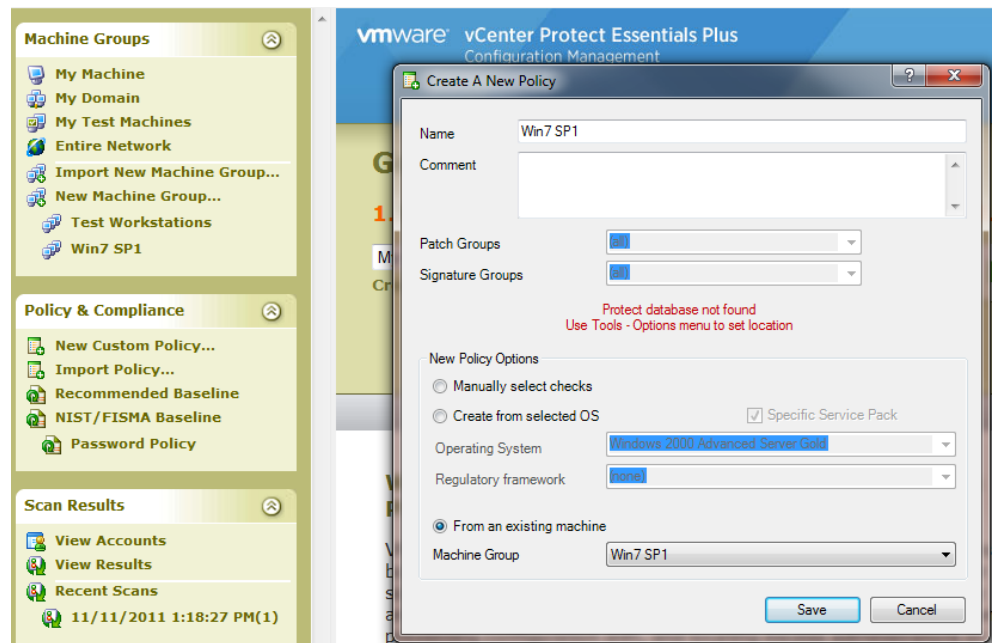 Machine Groups
My Machine
My Domain
My Test Machines
Entire Network
Import New Machine Group...
New Machine Group...
Test Workstations
Win7 SP1
Policy & Compliance
New Custom Policy...
Import Policy...
Recommended Baseline
NIST/FISMA Baseline
Password Policy
Scan Results
View Accounts
View Results
Recent Scans
11/11/2011 1:18:27 PM(1)
vmware vCenter Protect Essentials Plus
Configuration Management
Create A New Policy
Name Win7 SP1
Comment
Patch Groups (all)
Signature Groups (all)
Protect database not found
Use Tools - Options menu to set location
New Policy Options
Manually select checks
Create from selected OS Specific Service Pack
Operating System Windows 2000 Advanced Server Gold
Regulatory framework (none)
From an existing machine
Machine Group Win7 SP1
Save Cancel